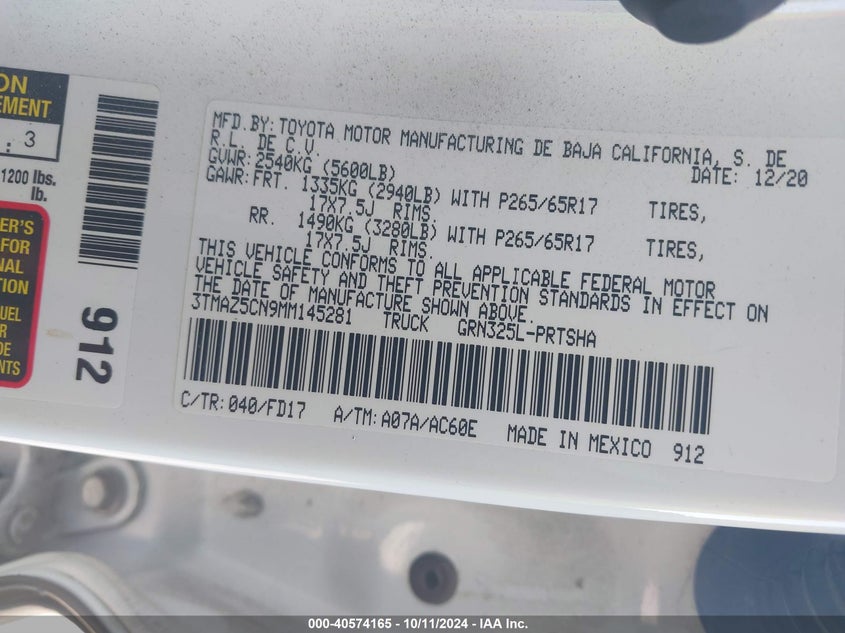 MFD.BY:TOYOTA MOTOR MANUFACTURING DE BAJA CALIFORNIA, S. DE
R.L. DE C.V.
DATE: 12/20
GVWR:2540KG (5600LB)
GAWR:FRT. 1335KG (2940LB) WITH P265/65R17 TIRES,
17X7.5J RIMS.
RR. 1490KG (3280LB) WITH P265/65R17 TIRES,
17X7.5J RIMS.
THIS VEHICLE CONFORMS TO ALL APPLICABLE FEDERAL MOTOR
VEHICLE SAFETY AND THEFT PREVENTION STANDARDS IN EFFECT ON
THE DATE OF MANUFACTURE SHOWN ABOVE.
3TMAZ5CN9MM145281 TRUCK GRN325L-PRTSHA
C/TR:040/FD17 A/TM:A07A/AC60E MADE IN MEXICO 912
ON
EMENT
. 3
1200 lbs.
lb.
ER'S
FOR
NAL
TION
UEL
OR
DE
NTS
912
000-40574165 - 10/11/2024 - IAA Inc.